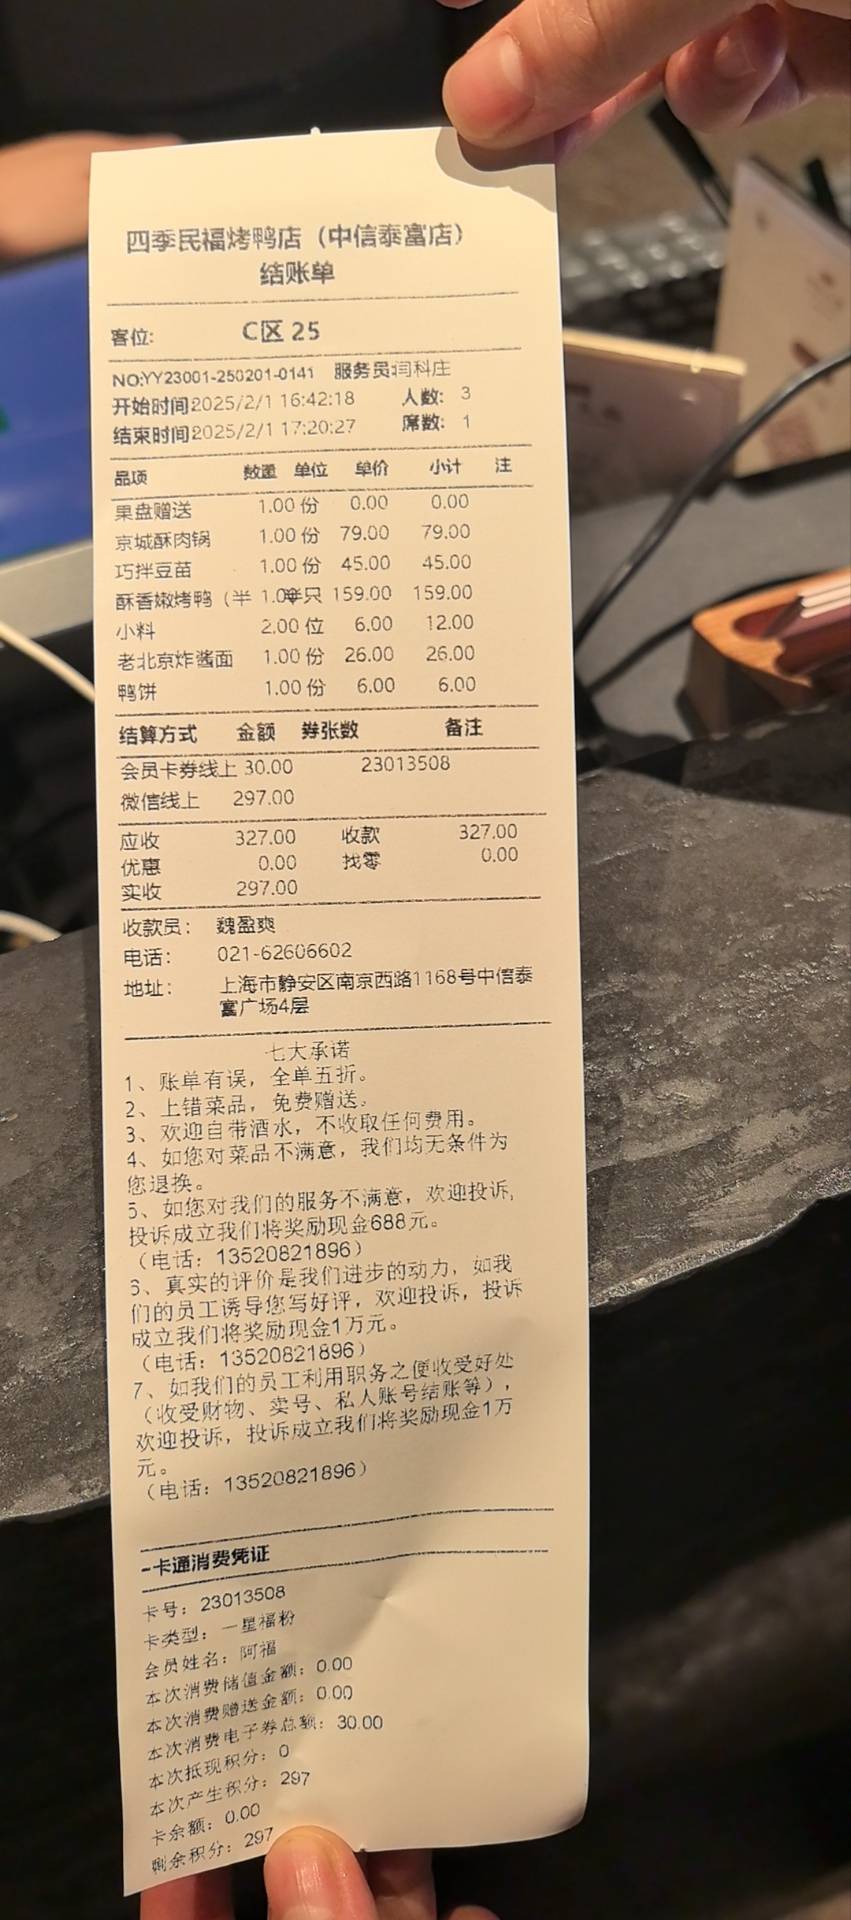 四季民福烤鸭店（中信泰富店）
结账单
客位: C区 25
NO:YY23001-250201-0141 服务员:闫科庄
开始时间2025/2/1 16:42:18 人数: 3
结束时间2025/2/1 17:20:27 席数: 1
品项 数量 单位 单价 小计 注
果盘赠送 1.00 份 0.00 0.00
京城酥肉锅 1.00 份 79.00 79.00
巧拌豆苗 1.00 份 45.00 45.00
酥香嫩烤鸭（半 1.00半只 159.00 159.00
小料 2.00 位 6.00 12.00
老北京炸酱面 1.00 份 26.00 26.00
鸭饼 1.00 份 6.00 6.00
结算方式 金额 券张数 备注
会员卡券线上 30.00 23013508
微信线上 297.00
应收 327.00 收款 327.00
优惠 0.00 找零 0.00
实收 297.00
收款员: 魏盈爽
电话: 021-62606602
地址: 上海市静安区南京西路1168号中信泰
富广场4层
七大承诺
1、账单有误，全单五折。
2、上错菜品，免费赠送。
3、欢迎自带酒水，不收取任何费用。
4、如您对菜品不满意，我们均无条件为
您退换。
5、如您对我们的服务不满意，欢迎投诉,
投诉成立我们将奖励现金688元。
（电话：13520821896）
6、真实的评价是我们进步的动力，如我
们的员工诱导您写好评，欢迎投诉，投诉
成立我们将奖励现金1万元。
（电话：13520821896）
7、如我们的员工利用职务之便收受好处
（收受财物、卖号、私人账号结账等），
欢迎投诉，投诉成立我们将奖励现金1万
元。
（电话：13520821896）
-卡通消费凭证
卡号：23013508
卡类型：一星福粉
会员姓名：阿福
本次消费储值金额：0.00
本次消费赠送金额：0.00
本次消费电子券总额：30.00
本次抵现积分：0
本次产生积分：297
卡余额：0.00
剩余积分：297